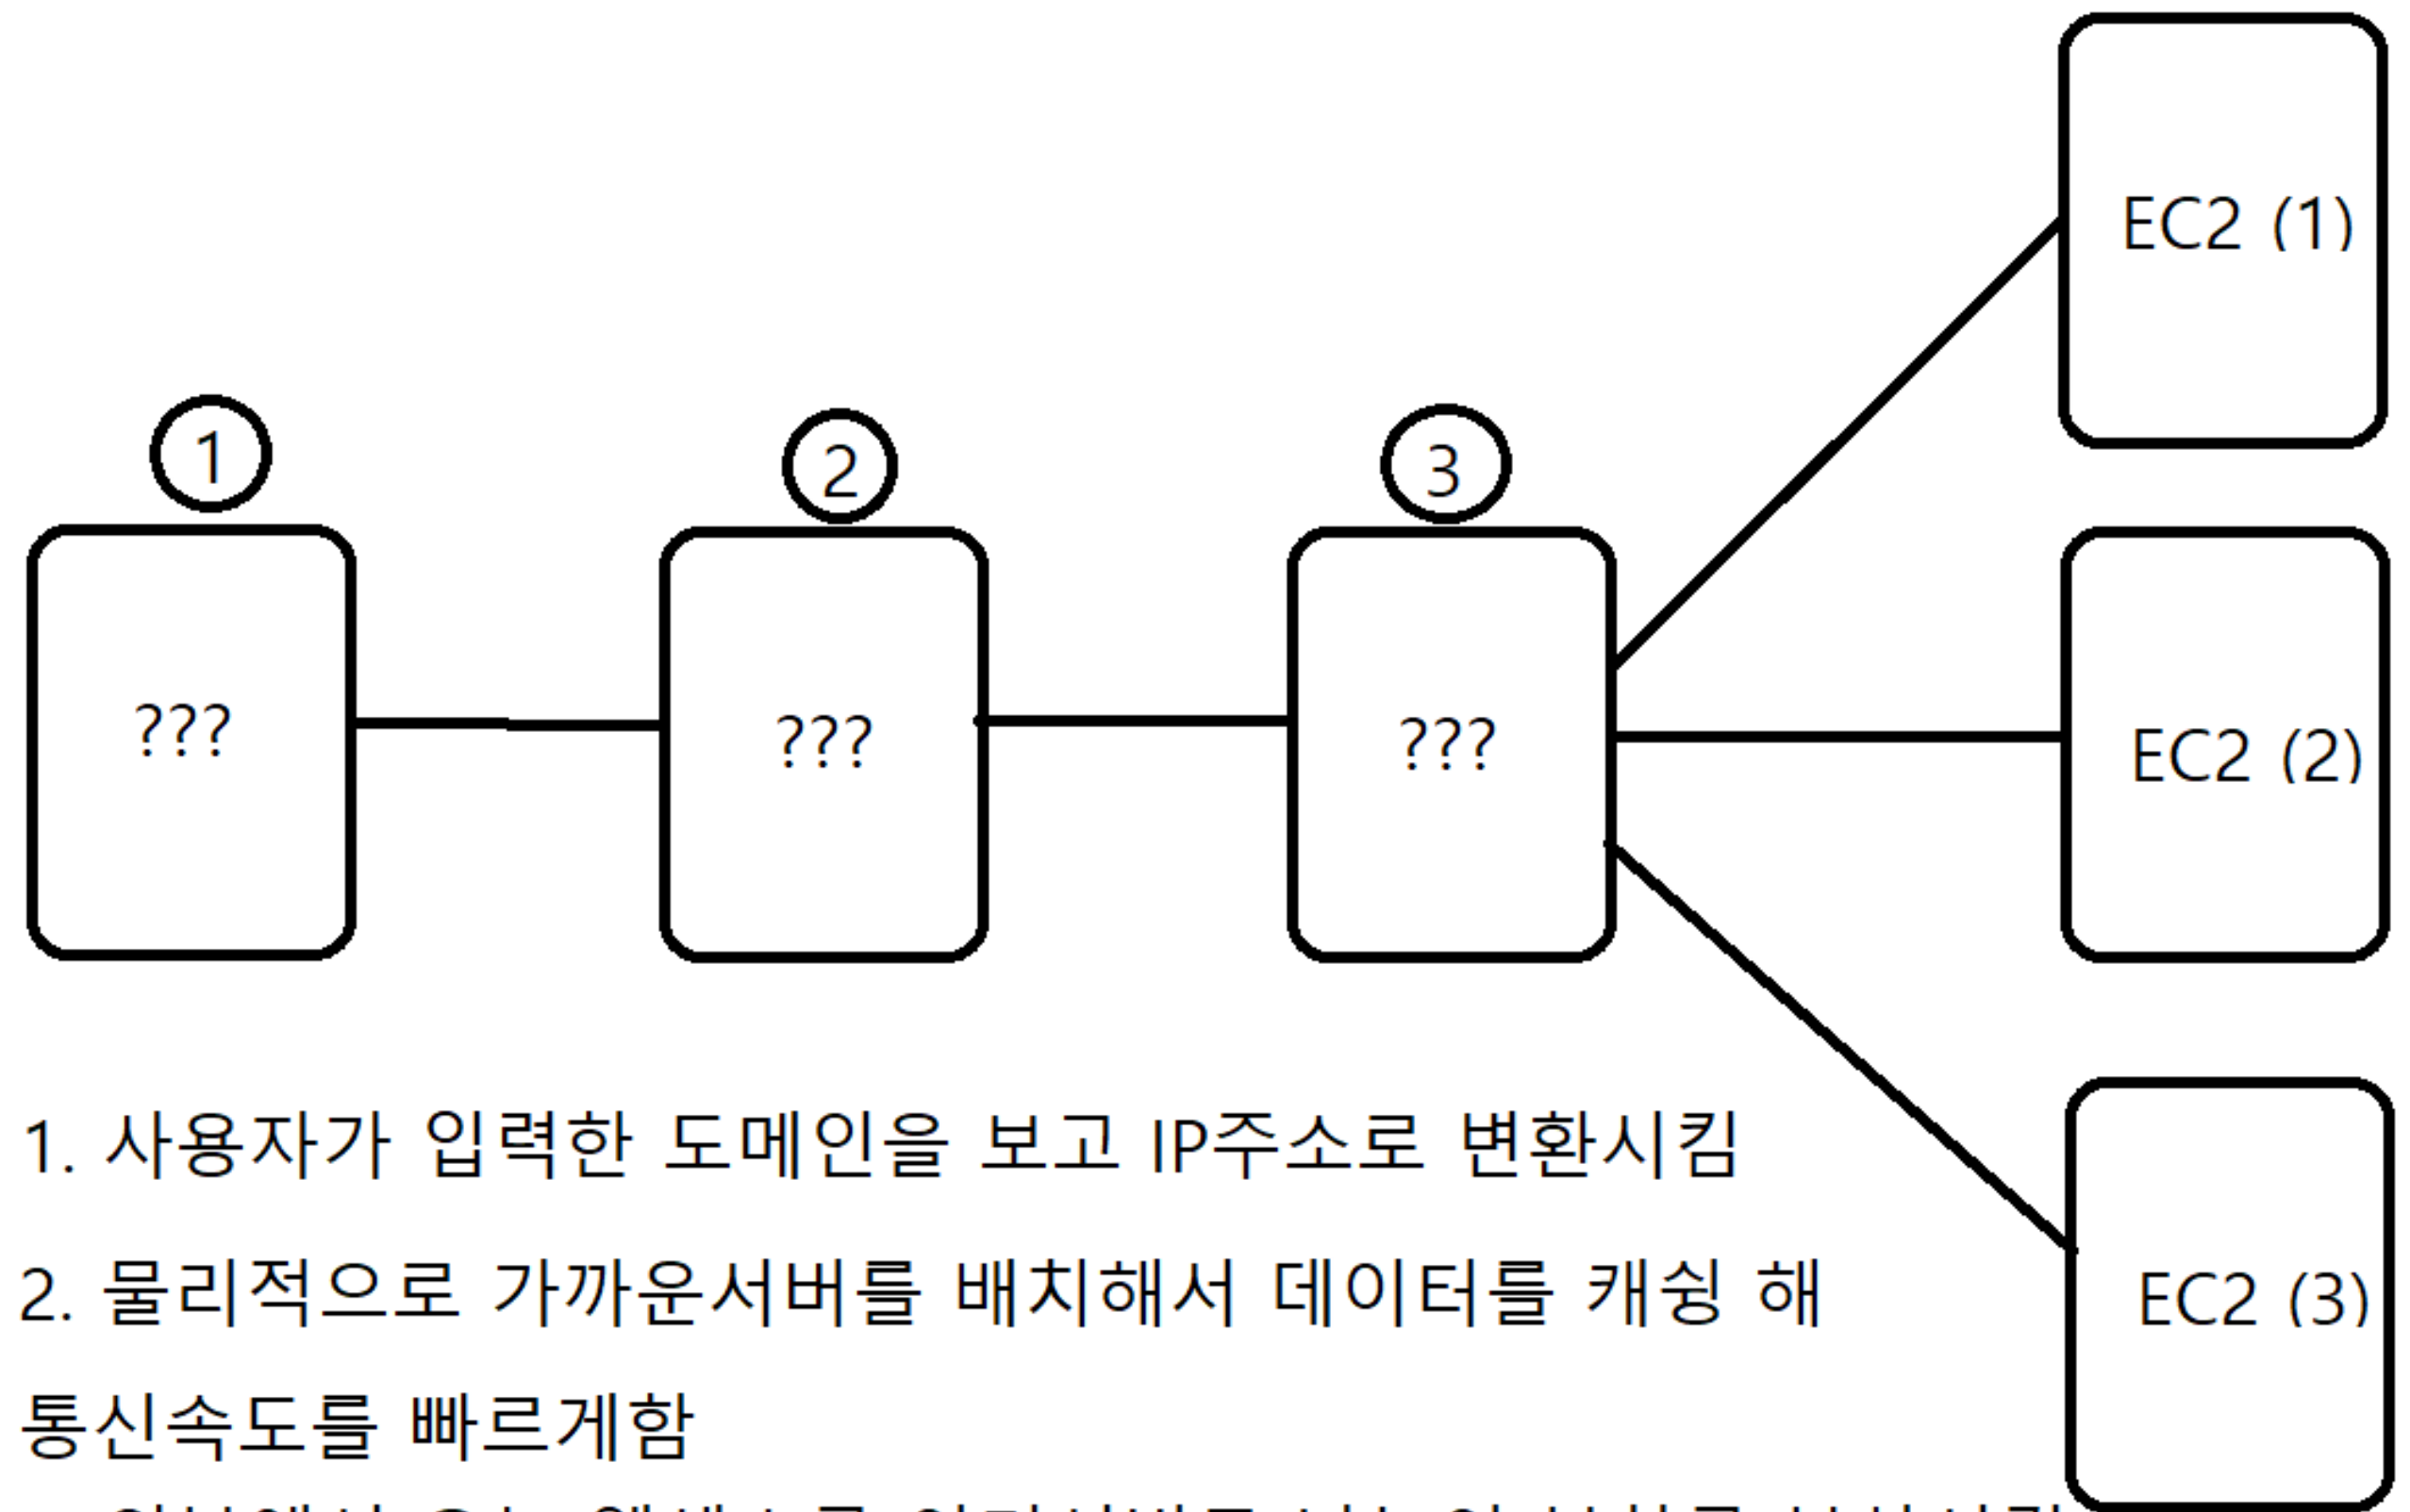 EC2 (1)
1
2
3
???
???
???
EC2 (2)
1. 사용자가 입력한 도메인을 보고 IP주소로 변환시킴
2. 물리적으로 가까운서버를 배치해서 데이터를 캐슁 해
통신속도를 빠르게함
EC2 (3)